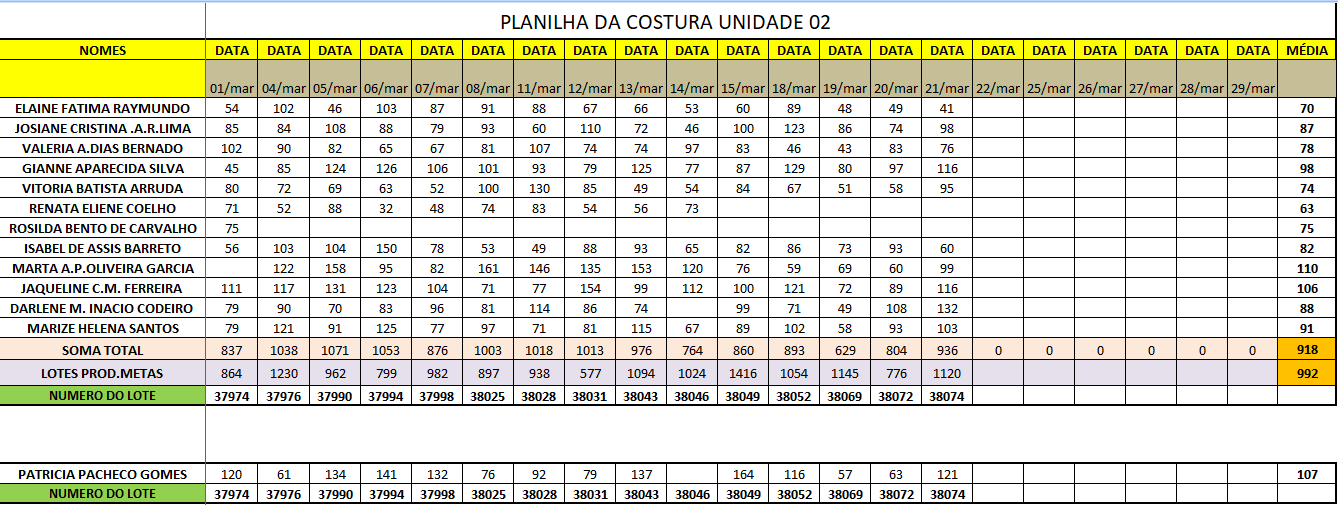 PLANILHA DA COSTURA UNIDADE 02
NOMES DATA DATA DATA DATA DATA DATA DATA DATA DATA DATA DATA DATA DATA DATA DATA DATA DATA DATA DATA DATA DATA MÉDIA
01/mar 04/mar 05/mar 06/mar 07/mar 08/mar 11/mar 12/mar 13/mar 14/mar 15/mar 18/mar 19/mar 20/mar 21/mar 22/mar 25/mar 26/mar 27/mar 28/mar 29/mar
ELAINE FATIMA RAYMUNDO 54 102 46 103 87 91 88 67 66 53 60 89 48 49 41 70
JOSIANE CRISTINA .A.R.LIMA 85 84 108 88 79 93 60 110 72 46 100 123 86 74 98 87
VALERIA A.DIAS BERNADO 102 90 82 65 67 81 107 74 74 97 83 46 43 83 76 78
GIANNE APARECIDA SILVA 45 85 124 126 106 101 93 79 125 77 87 129 80 97 116 98
VITORIA BATISTA ARRUDA 80 72 69 63 52 100 130 85 49 54 84 67 51 58 95 74
RENATA ELIENE COELHO 71 52 88 32 48 74 83 54 56 73 63
ROSILDA BENTO DE CARVALHO 75 75
ISABEL DE ASSIS BARRETO 56 103 104 150 78 53 49 88 93 65 82 86 73 93 60 82
MARTA A.P.OLIVEIRA GARCIA 122 158 95 82 161 146 135 153 120 76 59 69 60 99 110
JAQUELINE C.M. FERREIRA 111 117 131 123 104 71 77 154 99 112 100 121 72 89 116 106
DARLENE M. INACIO CODEIRO 79 90 70 83 96 81 114 86 74 99 71 49 108 132 88
MARIZE HELENA SANTOS 79 121 91 125 77 97 71 81 115 67 89 102 58 93 103 91
SOMA TOTAL 837 1038 1071 1053 876 1003 1018 1013 976 764 860 893 629 804 936 0 0 0 0 0 0 918
LOTES PROD.METAS 864 1230 962 799 982 897 938 577 1094 1024 1416 1054 1145 776 1120 992
NUMERO DO LOTE 37974 37976 37990 37994 37998 38025 38028 38031 38043 38046 38049 38052 38069 38072 38074
PATRICIA PACHECO GOMES 120 61 134 141 132 76 92 79 137 164 116 57 63 121 107
NUMERO DO LOTE 37974 37976 37990 37994 37998 38025 38028 38031 38043 38046 38049 38052 38069 38072 38074